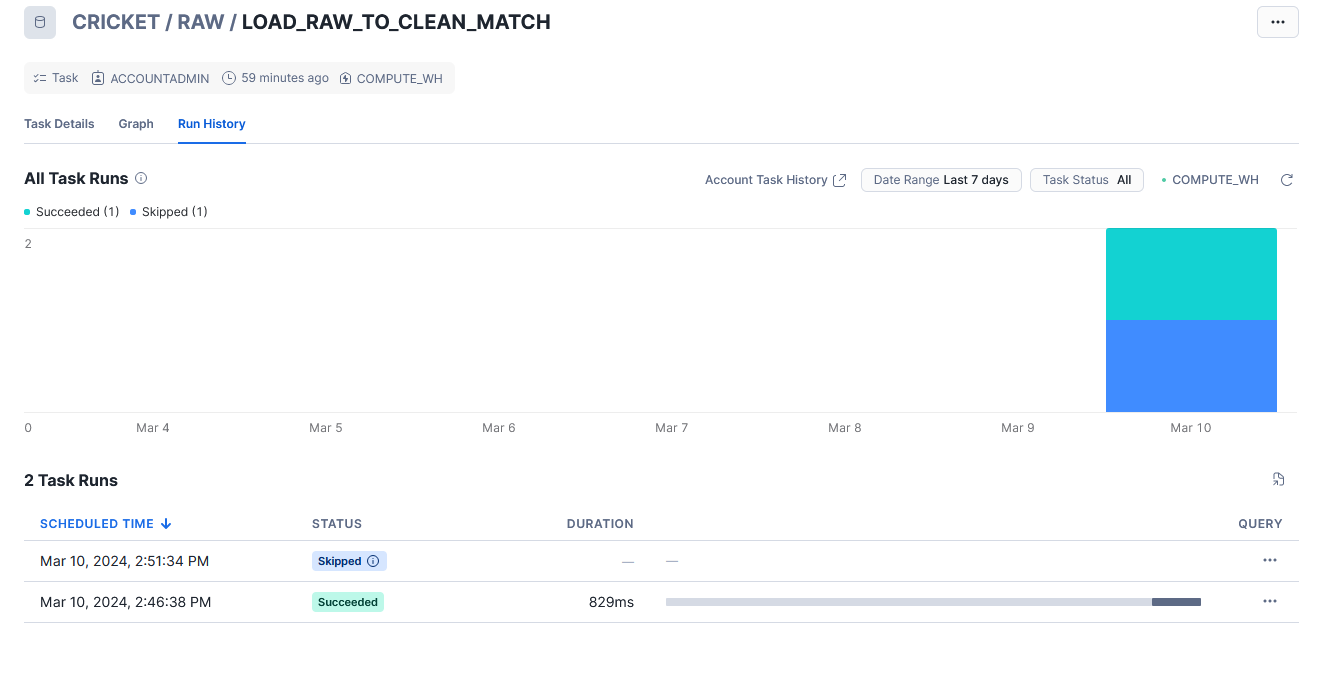 CRICKET / RAW / LOAD_RAW_TO_CLEAN_MATCH
Task ACCOUNTADMIN 59 minutes ago COMPUTE_WH
Task Details Graph Run History
All Task Runs Account Task History Date Range Last 7 days Task Status All COMPUTE_WH
Succeeded (1) Skipped (1)
2
0 Mar 4 Mar 5 Mar 6 Mar 7 Mar 8 Mar 9 Mar 10
2 Task Runs
SCHEDULED TIME STATUS DURATION QUERY
Mar 10, 2024, 2:51:34 PM Skipped — —
Mar 10, 2024, 2:46:38 PM Succeeded 829ms